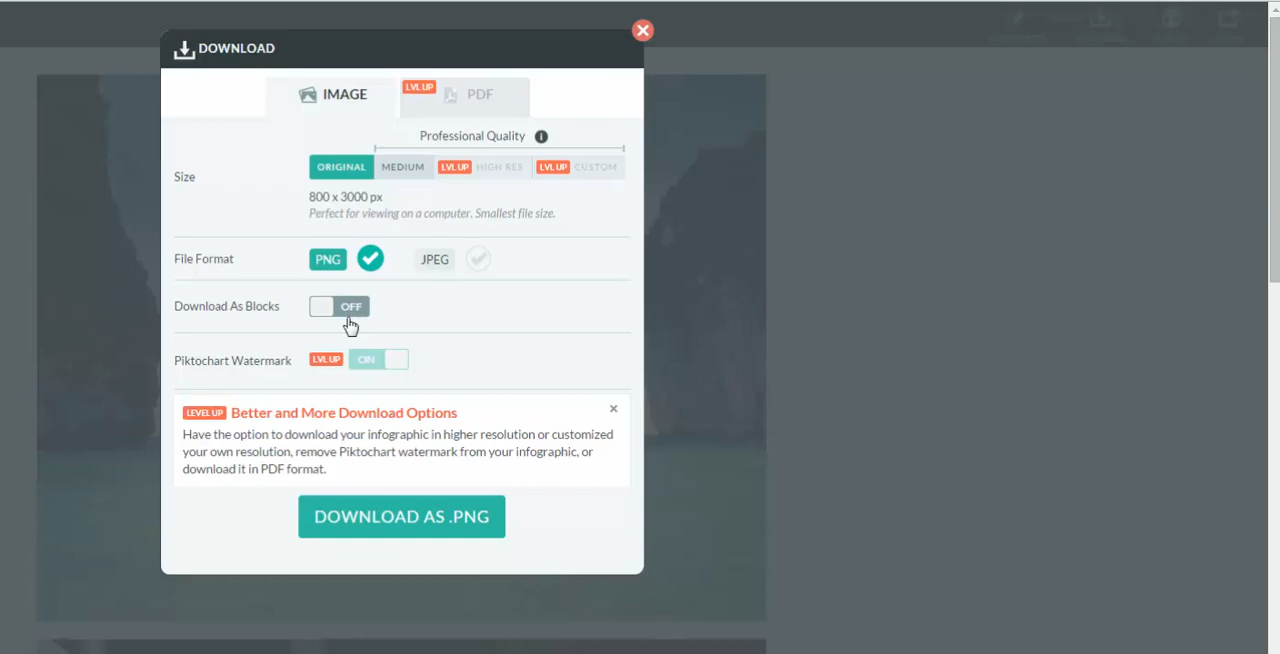 DOWNLOAD
IMAGE
LVL UP PDF
Professional Quality i
Size
ORIGINAL MEDIUM LVL UP HIGH RES LVL UP CUSTOM
800 x 3000 px
Perfect for viewing on a computer. Smallest file size.
File Format PNG JPEG
Download As Blocks OFF
Piktochart Watermark LVL UP ON
LEVEL UP Better and More Download Options
Have the option to download your infographic in higher resolution or customized
your own resolution, remove Piktochart watermark from your infographic, or
download it in PDF format.
DOWNLOAD AS .PNG